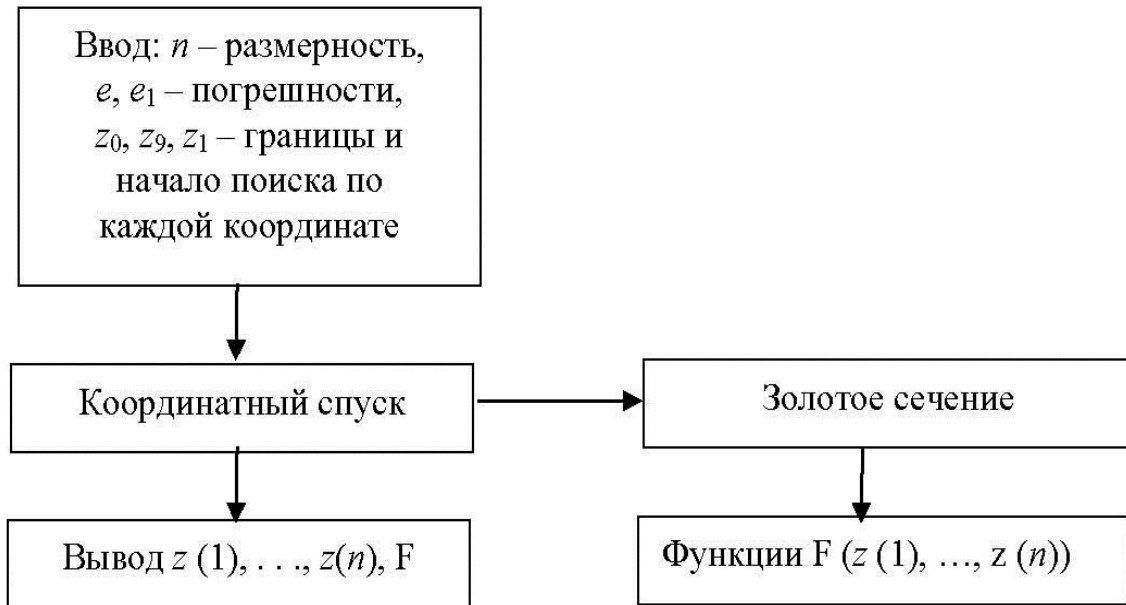 Ввод: n – размерность,
e, e₁ – погрешности,
z₀, z₉, z₁ – границы и
начало поиска по
каждой координате
Координатный спуск
Золотое сечение
Вывод z (1), . . ., z(n), F
Функции F (z (1), …, z (n))